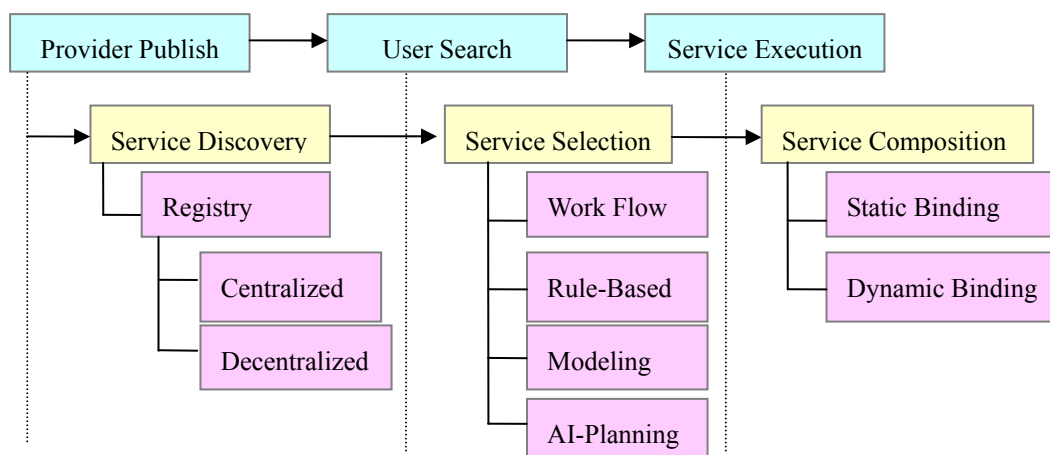 Provider Publish
User Search
Service Execution
Service Discovery
Service Selection
Service Composition
Registry
Centralized
Decentralized
Work Flow
Rule-Based
Modeling
AI-Planning
Static Binding
Dynamic Binding